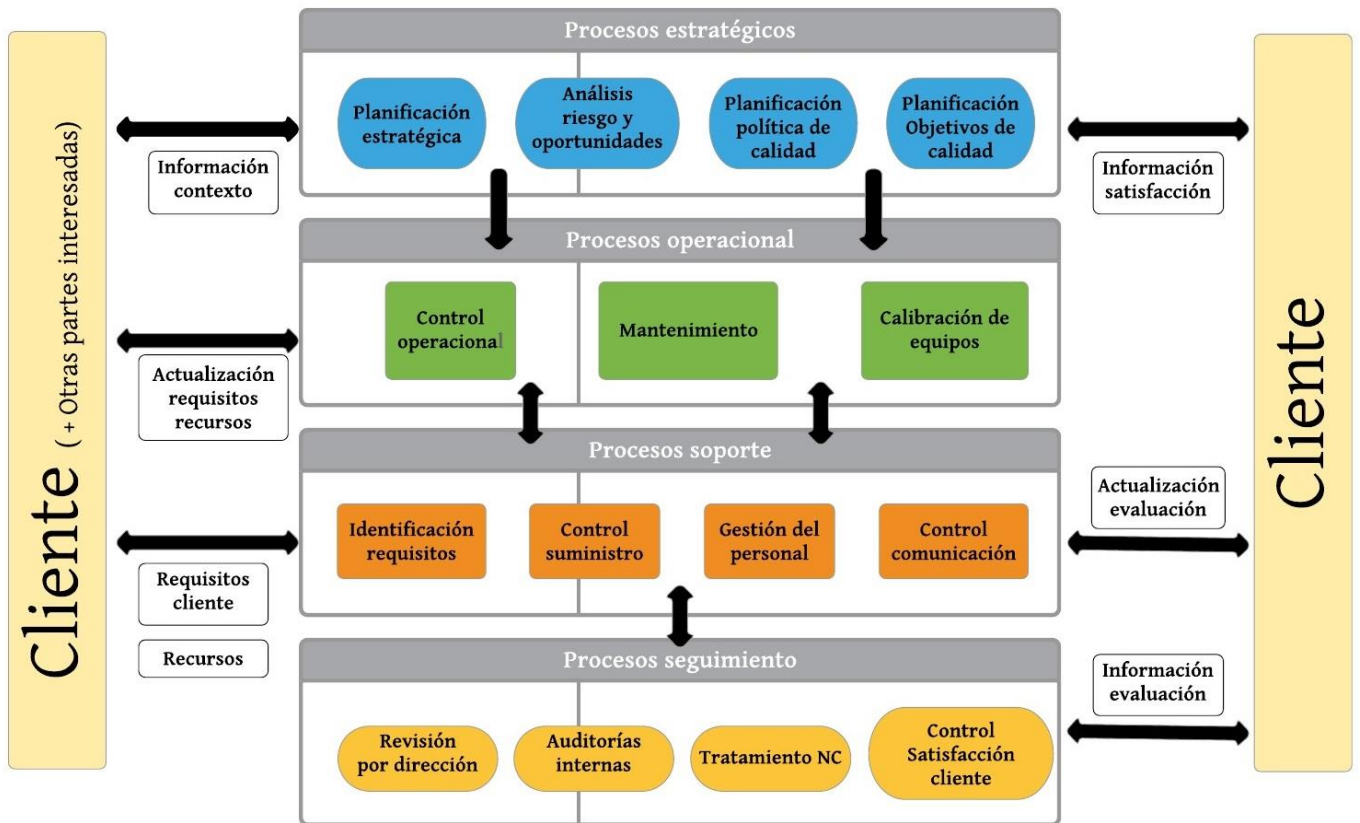 Cliente ( + Otras partes interesadas)
Información
contexto
Actualización
requisitos
recursos
Requisitos
cliente
Recursos
Procesos estratégicos
Planificación
estratégica
Análisis
riesgo y
oportunidades
Planificación
política de
calidad
Planificación
Objetivos de
calidad
Procesos operacional
Control
operacional
Mantenimiento
Calibración de
equipos
Procesos soporte
Identificación
requisitos
Control
suministro
Gestión del
personal
Control
comunicación
Procesos seguimiento
Revisión
por dirección
Auditorías
internas
Tratamiento NC
Control
Satisfacción
cliente
Información
satisfacción
Actualización
evaluación
Información
evaluación
Cliente